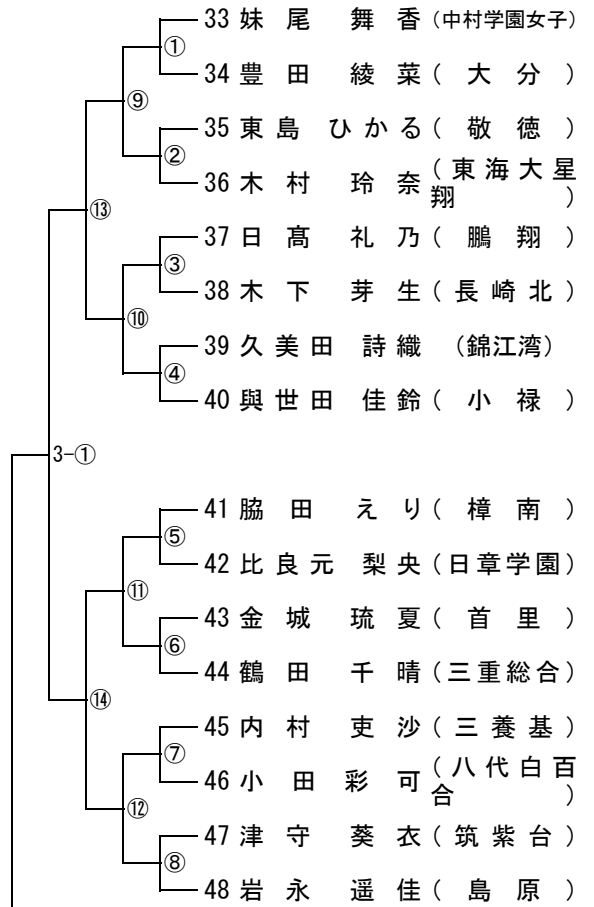 33 妹尾 舞香 (中村学園女子)
①
34 豊田 綾菜 ( 大分 )
⑨
35 東島 ひかる ( 敬徳 )
②
36 木村 玲奈 ( 東海大星翔 )
⑬
37 日髙 礼乃 ( 鵬翔 )
③
38 木下 芽生 ( 長崎北 )
⑩
39 久美田 詩織 (錦江湾)
④
40 與世田 佳鈴 ( 小禄 )
3-①
41 脇田 えり ( 樟南 )
⑤
42 比良元 梨央 ( 日章学園 )
⑪
43 金城 琉夏 ( 首里 )
⑥
44 鶴田 千晴 ( 三重総合 )
⑭
45 内村 吏沙 ( 三養基 )
⑦
46 小田 彩可 ( 八代白百合 )
⑫
47 津守 葵衣 ( 筑紫台 )
⑧
48 岩永 遥佳 ( 島原 )